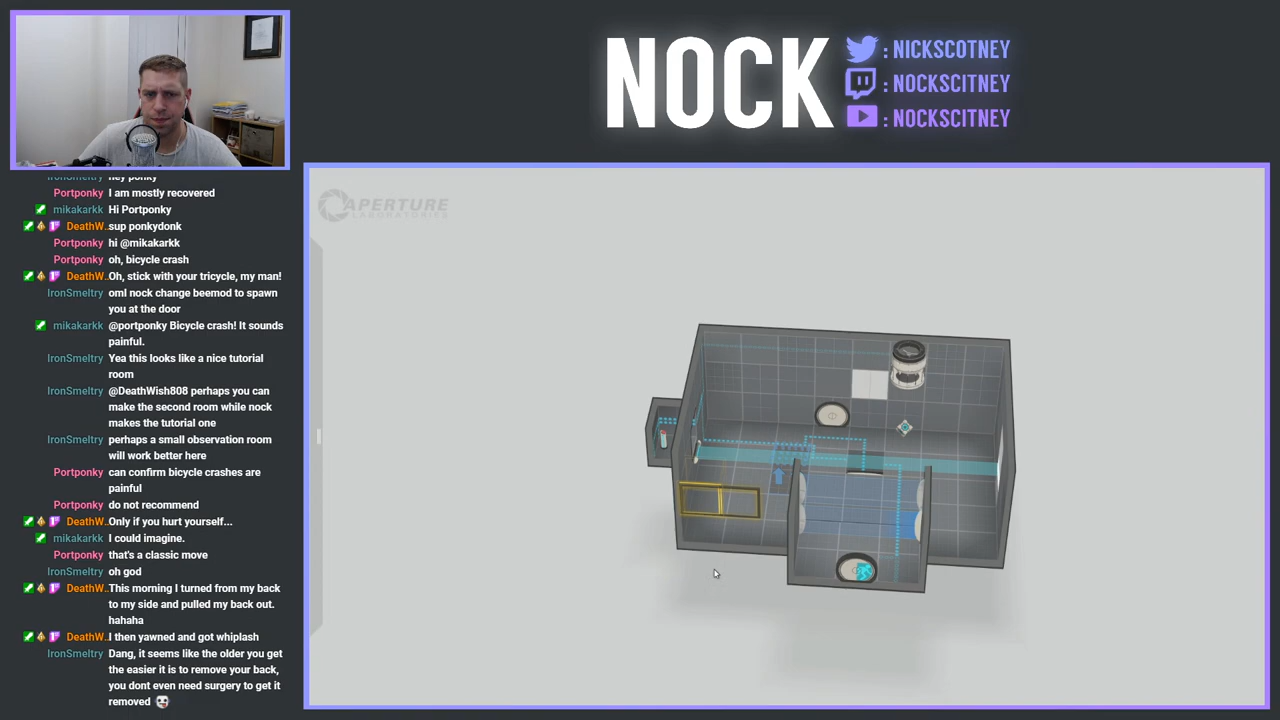 NOCK
: NICKSCOTNEY
: NOCKSCITNEY
: NOCKSCITNEY
IronSmeltry hey ponky
Portponky I am mostly recovered
mikakarkk Hi Portponky
DeathW.. sup ponkydonk
Portponky hi @mikakarkk
Portponky oh, bicycle crash
DeathW.. Oh, stick with your tricycle, my man!
IronSmeltry oml nock change beemod to spawn
you at the door
mikakarkk @portponky Bicycle crash! It sounds
painful.
IronSmeltry Yea this looks like a nice tutorial
room
IronSmeltry @DeathWish808 perhaps you can
make the second room while nock
makes the tutorial one
IronSmeltry perhaps a small observation room
will work better here
Portponky can confirm bicycle crashes are
painful
Portponky do not recommend
DeathW.. Only if you hurt yourself...
mikakarkk I could imagine.
Portponky that's a classic move
IronSmeltry oh god
DeathW.. This morning I turned from my back
to my side and pulled my back out.
hahaha
DeathW.. I then yawned and got whiplash
IronSmeltry Dang, it seems like the older you get
the easier it is to remove your back,
you dont even need surgery to get it
removed
APERTURE
LABORATORIES